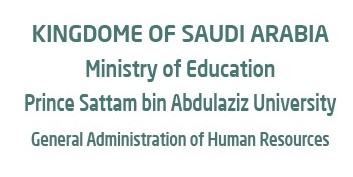 KINGDOME OF SAUDI ARABIA
Ministry of Education
Prince Sattam bin Abdulaziz University
General Administration of Human Resources